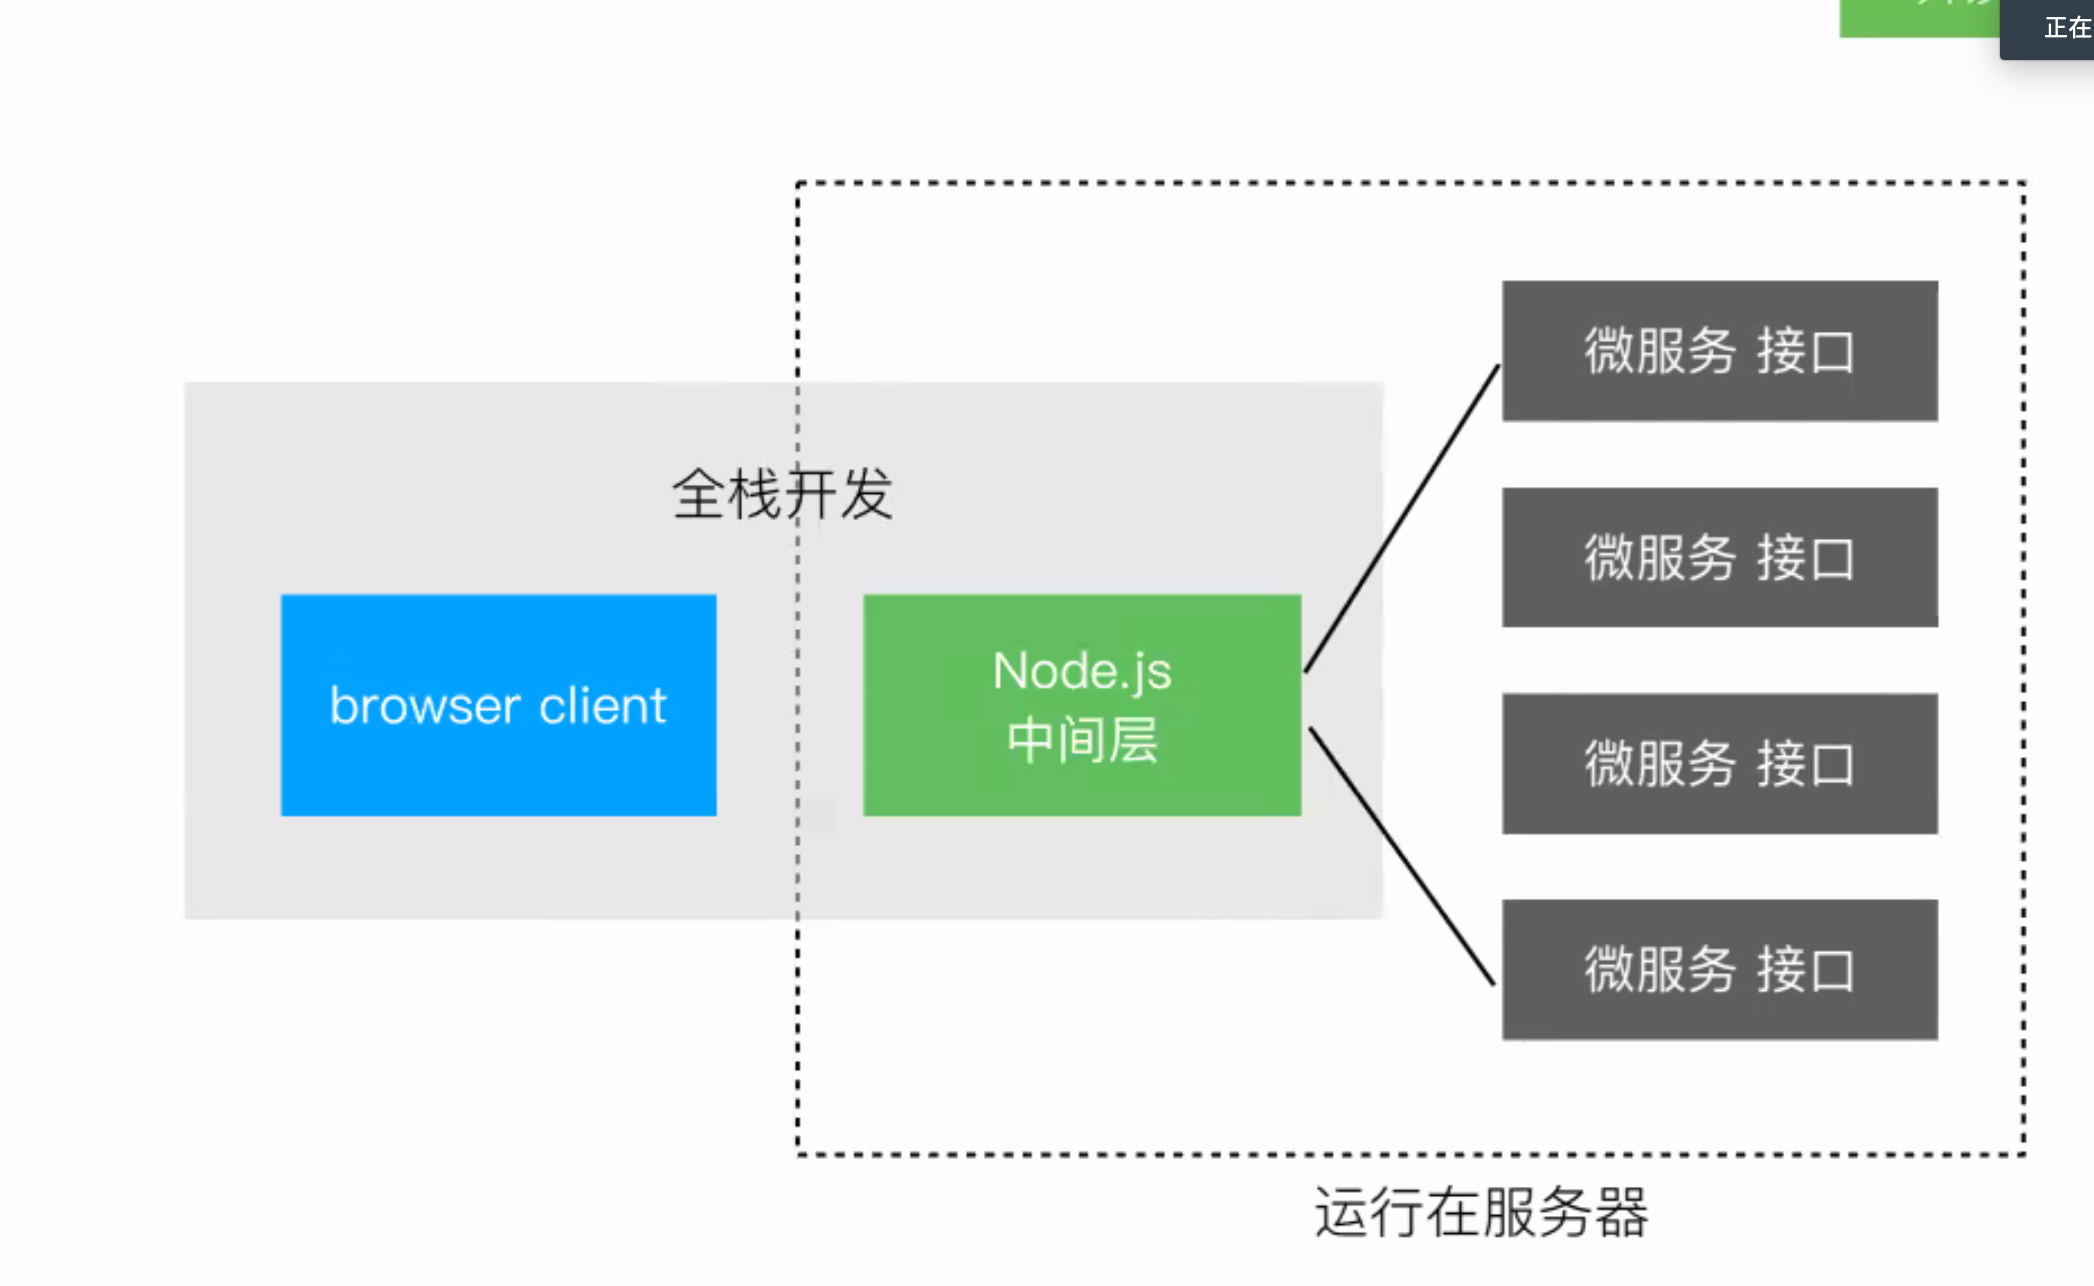 正在
全栈开发
browser client
Node.js
中间层
微服务 接口
微服务 接口
微服务 接口
微服务 接口
运行在服务器